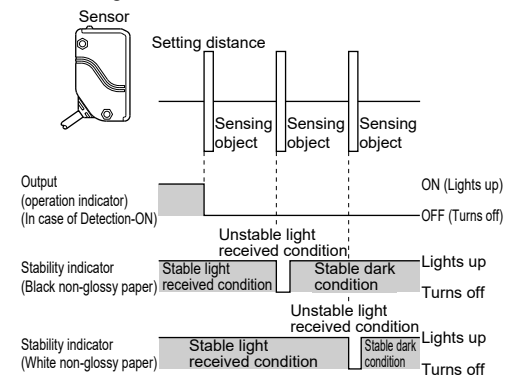 Sensor
Setting distance
Sensing object
Sensing object
Sensing object
Output
(operation indicator)
(In case of Detection-ON)
ON (Lights up)
OFF (Turns off)
Unstable light
received condition
Stability indicator
(Black non-glossy paper)
Stable light
received condition
Stable dark
condition
Lights up
Turns off
Unstable light
received condition
Stability indicator
(White non-glossy paper)
Stable light
received condition
Stable dark
condition
Lights up
Turns off